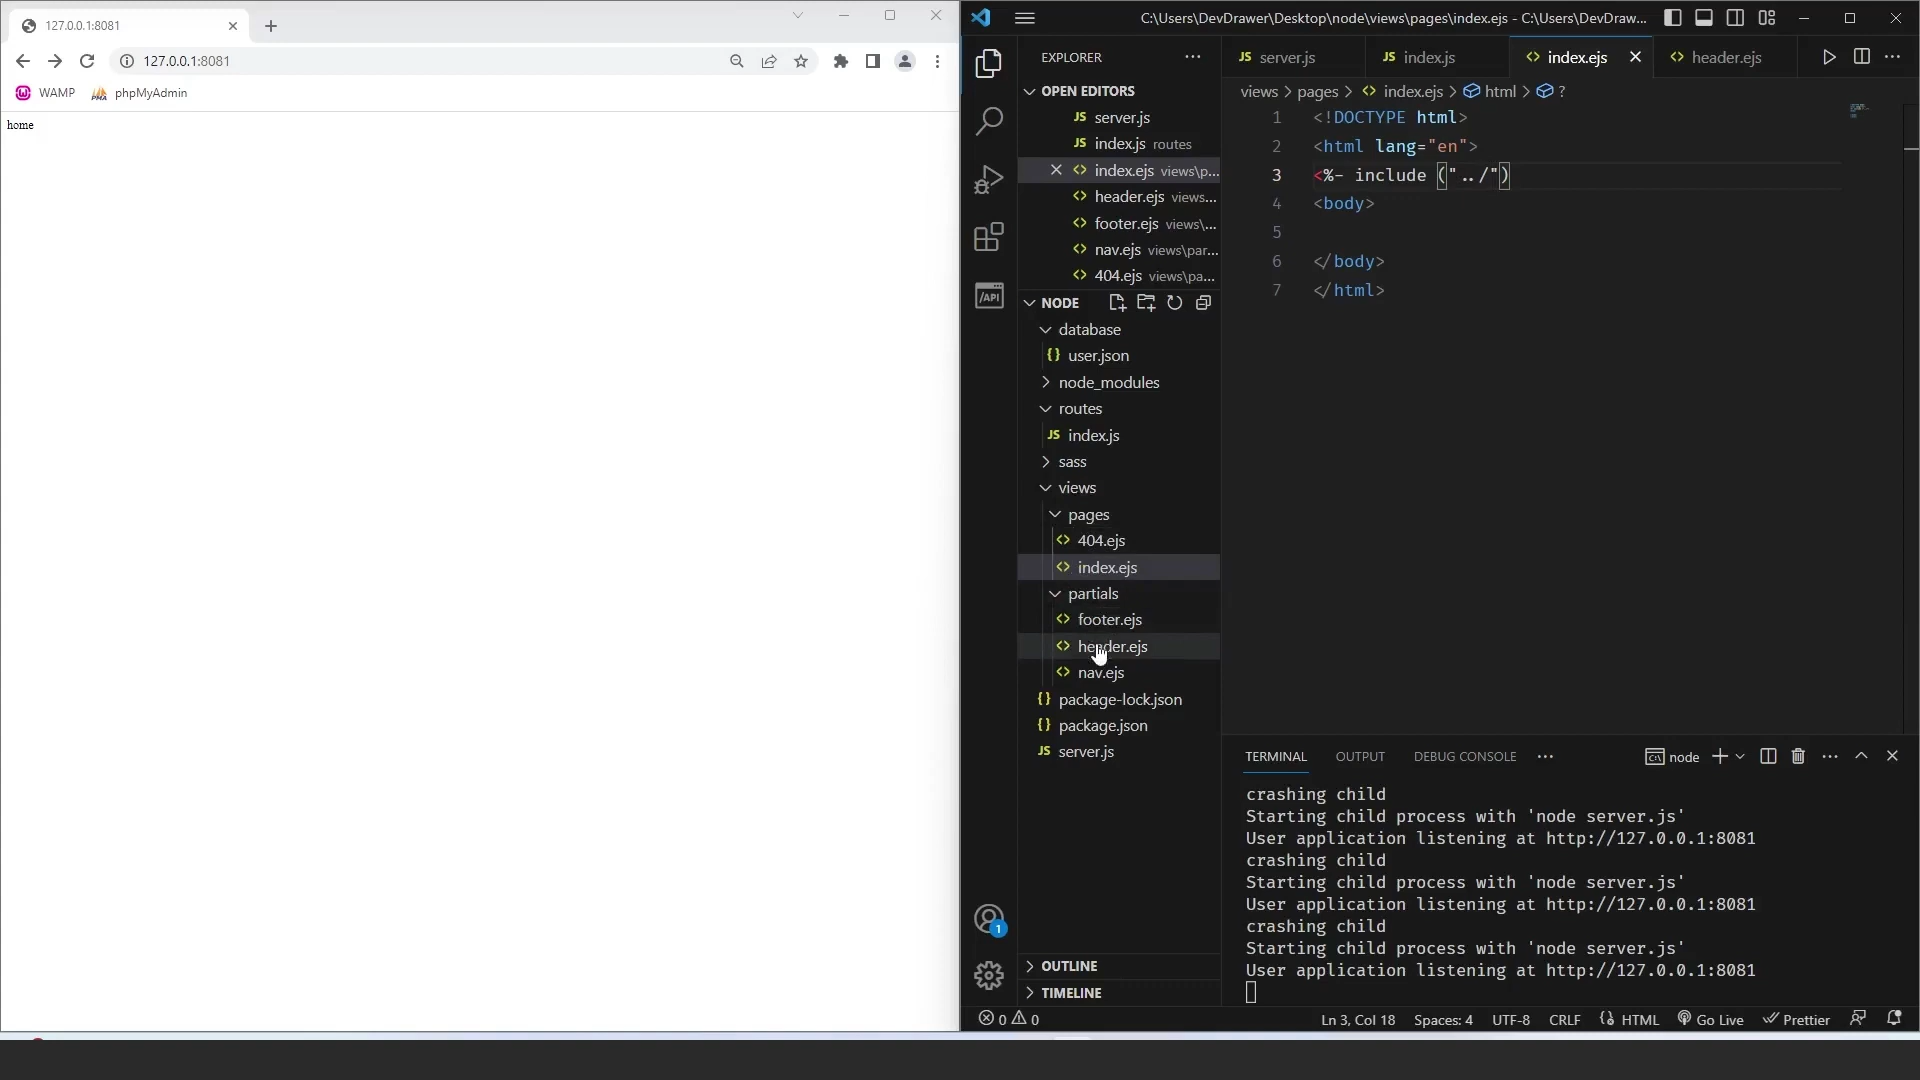 127.0.0.1:8081
127.0.0.1:8081
WAMP phpMyAdmin
home
C:\Users\DevDrawer\Desktop\node\views\pages\index.ejs - C:\Users\DevDraw...
EXPLORER
OPEN EDITORS
JS server.js
JS index.js routes
index.ejs views\p...
header.ejs views...
footer.ejs views\...
nav.ejs views\par...
404.ejs views\pa...
NODE
database
{} user.json
node_modules
routes
JS index.js
sass
views
pages
404.ejs
index.ejs
partials
footer.ejs
header.ejs
nav.ejs
{} package-lock.json
{} package.json
JS server.js
OUTLINE
TIMELINE
/API
1
JS server.js JS index.js <> index.ejs <> header.ejs
views > pages > <> index.ejs > html > ?
1 <!DOCTYPE html>
2 <html lang="en">
3 <%- include ("../")
4 <body>
5
6 </body>
7 </html>
TERMINAL OUTPUT DEBUG CONSOLE node
crashing child
Starting child process with 'node server.js'
User application listening at http://127.0.0.1:8081
crashing child
Starting child process with 'node server.js'
User application listening at http://127.0.0.1:8081
crashing child
Starting child process with 'node server.js'
User application listening at http://127.0.0.1:8081
0 0 Ln 3, Col 18 Spaces: 4 UTF-8 CRLF HTML Go Live Prettier